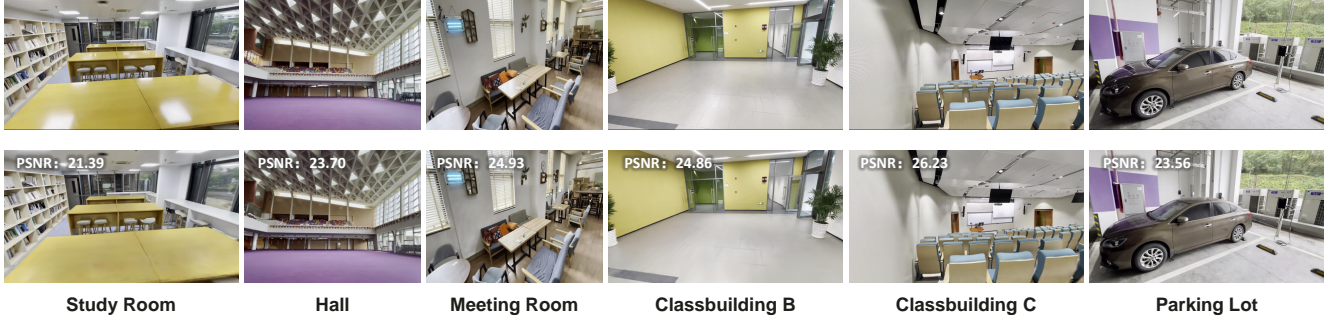 PSNR: 21.39
PSNR: 23.70
PSNR: 24.93
PSNR: 24.86
PSNR: 26.23
PSNR: 23.56
Study Room
Hall
Meeting Room
Classbuilding B
Classbuilding C
Parking Lot